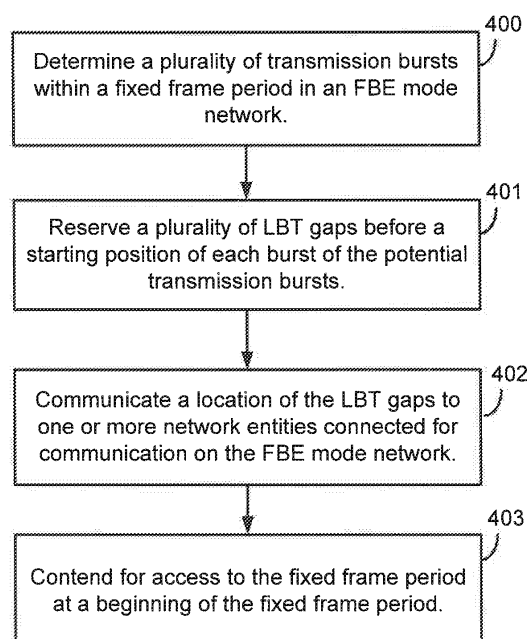 400
Determine a plurality of transmission bursts
within a fixed frame period in an FBE mode
network.
401
Reserve a plurality of LBT gaps before a
starting position of each burst of the potential
transmission bursts.
402
Communicate a location of the LBT gaps to
one or more network entities connected for
communication on the FBE mode network.
403
Contend for access to the fixed frame period
at a beginning of the fixed frame period.